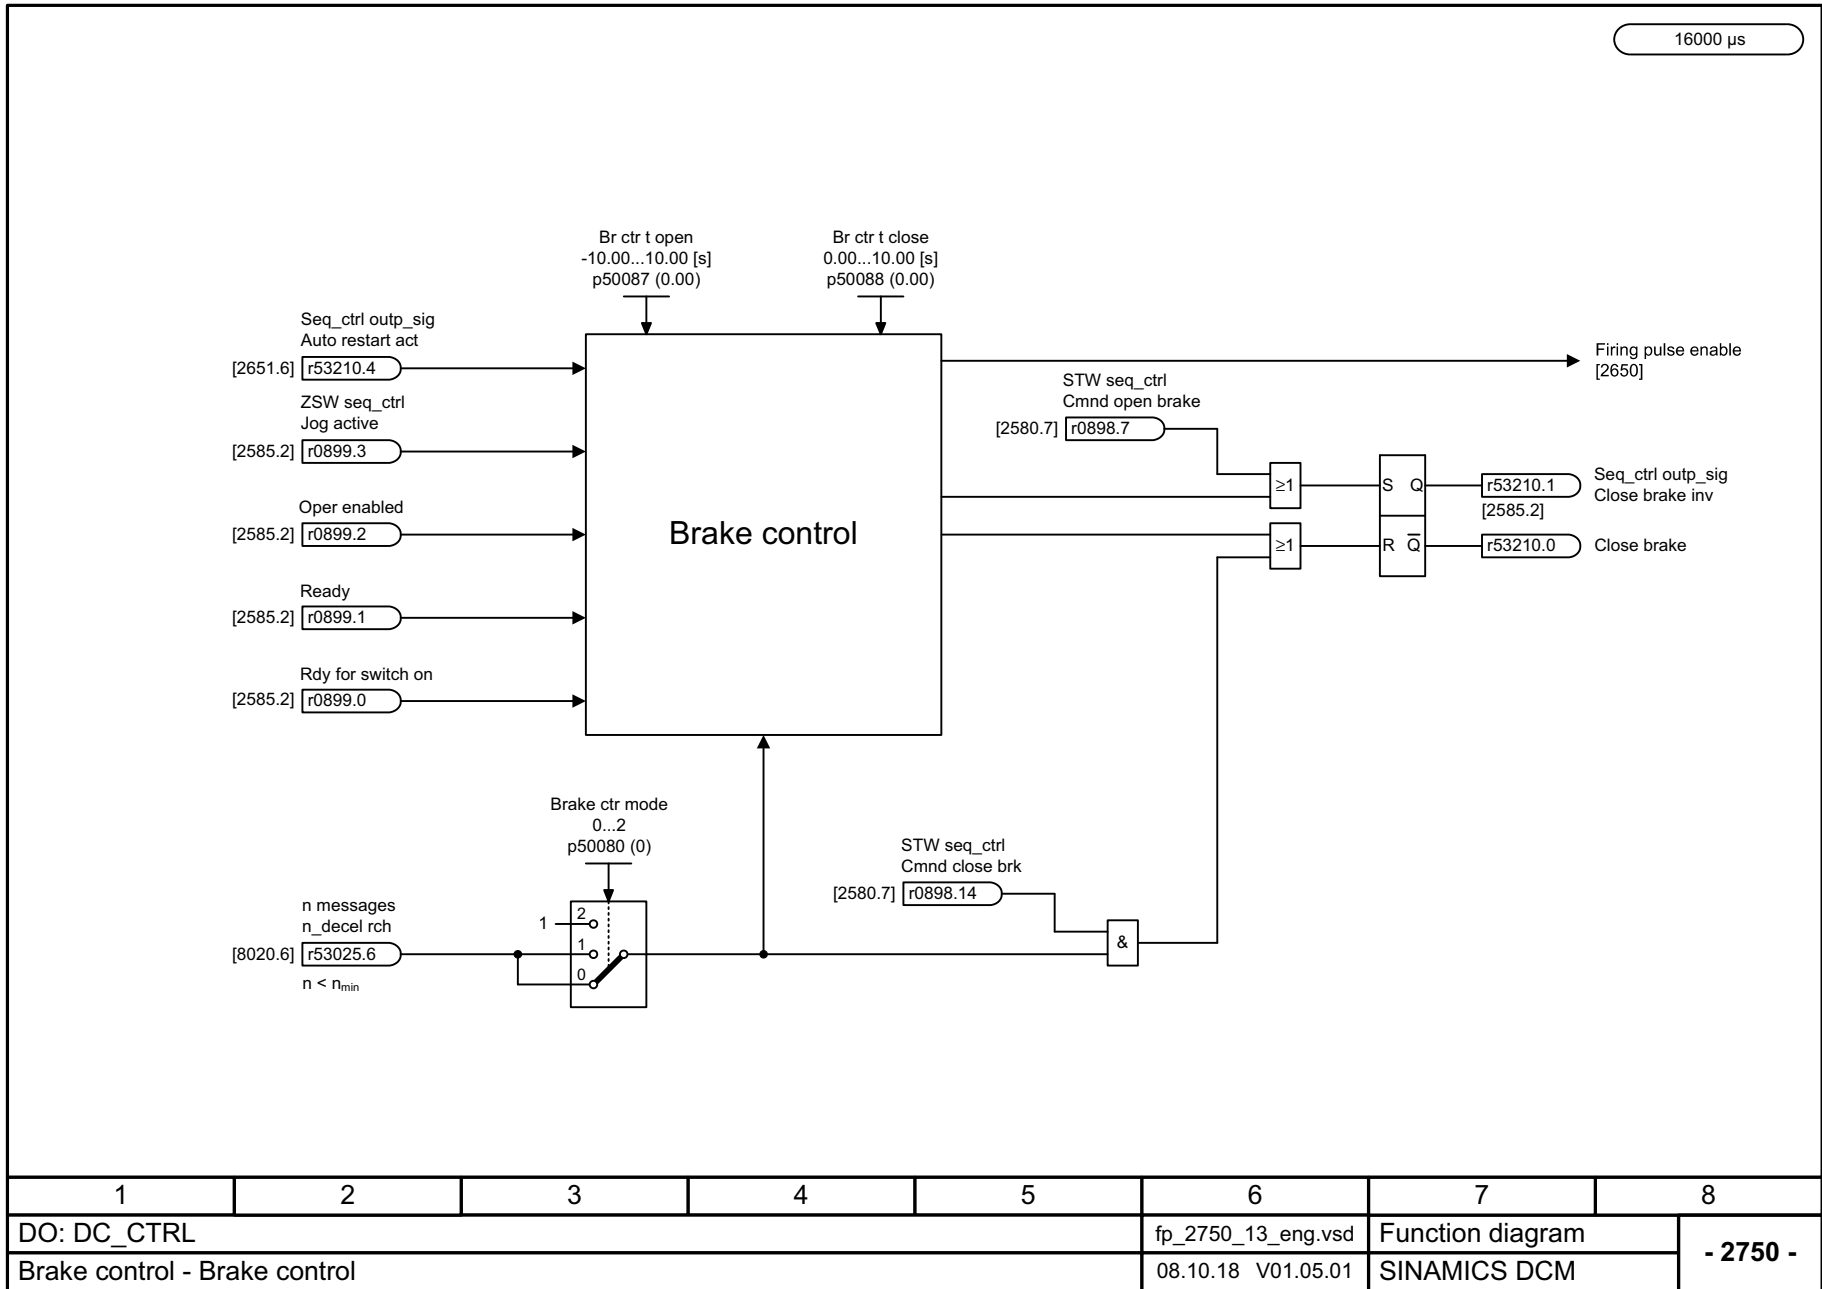 16000 µs
Br ctr t open
-10.00...10.00 [s]
p50087 (0.00)
Br ctr t close
0.00...10.00 [s]
p50088 (0.00)
Seq_ctrl outp_sig
Auto restart act
[2651.6] r53210.4
ZSW seq_ctrl
Jog active
[2585.2] r0899.3
Oper enabled
[2585.2] r0899.2
Ready
[2585.2] r0899.1
Rdy for switch on
[2585.2] r0899.0
Brake control
Firing pulse enable
[2650]
STW seq_ctrl
Cmnd open brake
[2580.7] r0898.7
≥1
≥1
S Q
R Q̅
r53210.1
[2585.2]
Seq_ctrl outp_sig
Close brake inv
r53210.0 Close brake
Brake ctr mode
0...2
p50080 (0)
n messages
n_decel rch
[8020.6] r53025.6
n < nmin
1
2
1
0
STW seq_ctrl
Cmnd close brk
[2580.7] r0898.14
&
1 2 3 4 5 6 7 8
DO: DC_CTRL fp_2750_13_eng.vsd Function diagram
- 2750 -
Brake control - Brake control 08.10.18 V01.05.01 SINAMICS DCM